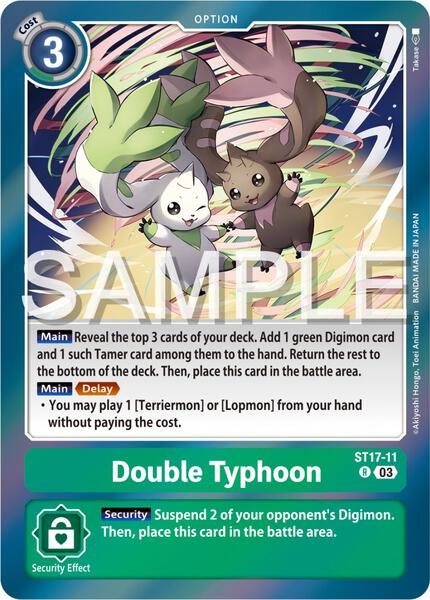 OPTION
Cost
3
Takase
SAMPLE
Main Reveal the top 3 cards of your deck. Add 1 green Digimon card
and 1 such Tamer card among them to the hand. Return the rest to
the bottom of the deck. Then, place this card in the battle area.
Main Delay
• You may play 1 [Terriermon] or [Lopmon] from your hand
without paying the cost.
©Akiyoshi Hongo, Toei Animation BANDAI MADE IN JAPAN
Double Typhoon
ST17-11
R 03
Security Effect
Security Suspend 2 of your opponent's Digimon.
Then, place this card in the battle area.